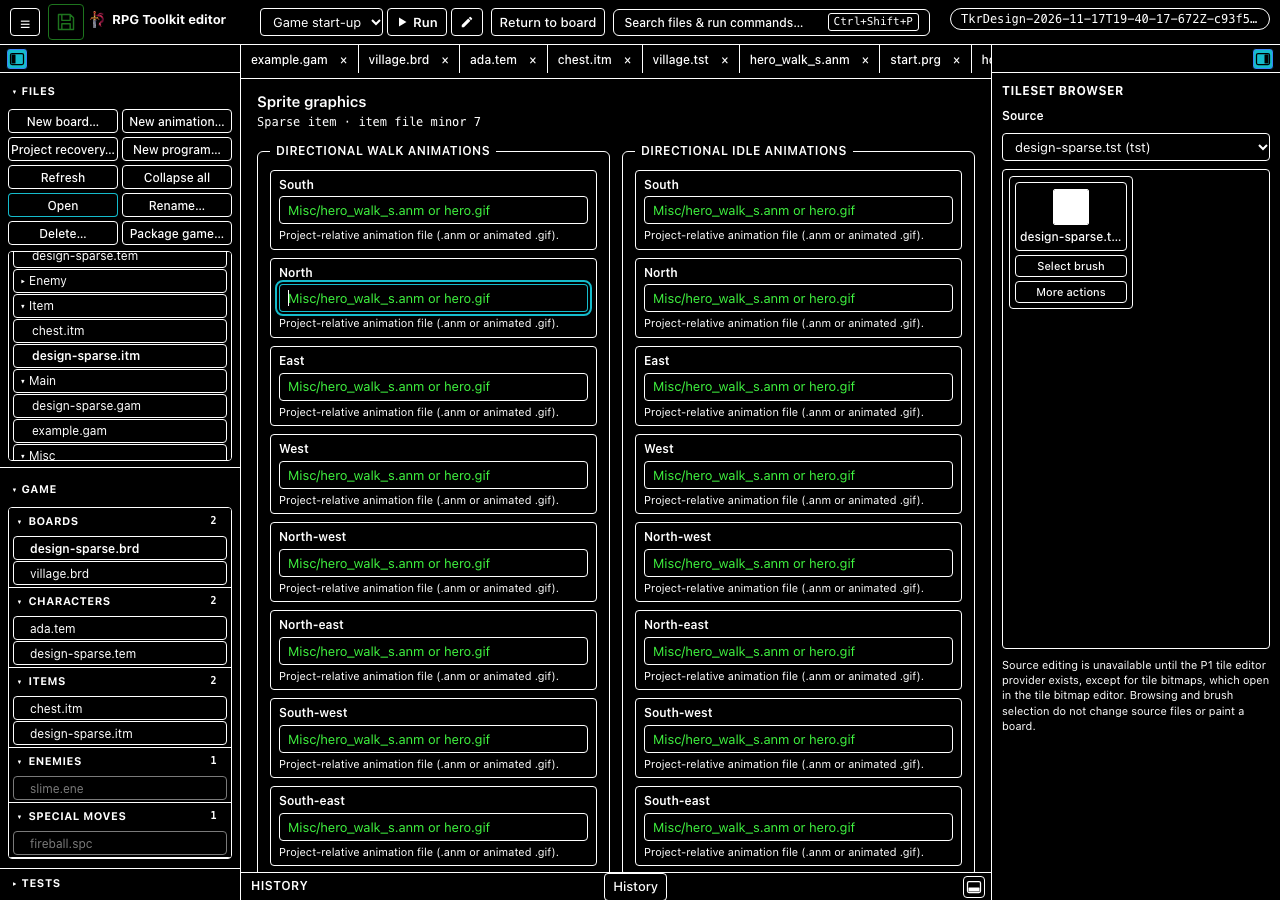 RPG Toolkit editor
Game start-up
Run
Return to board
Search files & run commands...
Ctrl+Shift+P
TkrDesign-2026-11-17T19-40-17-672Z-c93f5...
FILES
New board...
New animation...
Project recovery...
New program...
Refresh
Collapse all
Open
Rename...
Delete...
Package game...
design-sparse.tem
Enemy
Item
chest.itm
design-sparse.itm
Main
design-sparse.gam
example.gam
Misc
GAME
BOARDS 2
design-sparse.brd
village.brd
CHARACTERS 2
ada.tem
design-sparse.tem
ITEMS 2
chest.itm
design-sparse.itm
ENEMIES 1
slime.ene
SPECIAL MOVES 1
fireball.spc
TESTS
example.gam ×
village.brd ×
ada.tem ×
chest.itm ×
village.tst ×
hero_walk_s.anm ×
start.prg ×
Sprite graphics
Sparse item · item file minor 7
DIRECTIONAL WALK ANIMATIONS
South
Misc/hero_walk_s.anm or hero.gif
Project-relative animation file (.anm or animated .gif).
North
Misc/hero_walk_s.anm or hero.gif
Project-relative animation file (.anm or animated .gif).
East
Misc/hero_walk_s.anm or hero.gif
Project-relative animation file (.anm or animated .gif).
West
Misc/hero_walk_s.anm or hero.gif
Project-relative animation file (.anm or animated .gif).
North-west
Misc/hero_walk_s.anm or hero.gif
Project-relative animation file (.anm or animated .gif).
North-east
Misc/hero_walk_s.anm or hero.gif
Project-relative animation file (.anm or animated .gif).
South-west
Misc/hero_walk_s.anm or hero.gif
Project-relative animation file (.anm or animated .gif).
South-east
Misc/hero_walk_s.anm or hero.gif
Project-relative animation file (.anm or animated .gif).
DIRECTIONAL IDLE ANIMATIONS
South
Misc/hero_walk_s.anm or hero.gif
Project-relative animation file (.anm or animated .gif).
North
Misc/hero_walk_s.anm or hero.gif
Project-relative animation file (.anm or animated .gif).
East
Misc/hero_walk_s.anm or hero.gif
Project-relative animation file (.anm or animated .gif).
West
Misc/hero_walk_s.anm or hero.gif
Project-relative animation file (.anm or animated .gif).
North-west
Misc/hero_walk_s.anm or hero.gif
Project-relative animation file (.anm or animated .gif).
North-east
Misc/hero_walk_s.anm or hero.gif
Project-relative animation file (.anm or animated .gif).
South-west
Misc/hero_walk_s.anm or hero.gif
Project-relative animation file (.anm or animated .gif).
South-east
Misc/hero_walk_s.anm or hero.gif
Project-relative animation file (.anm or animated .gif).
HISTORY
History
TILESET BROWSER
Source
design-sparse.tst (tst)
design-sparse.t...
Select brush
More actions
Source editing is unavailable until the P1 tile editor
provider exists, except for tile bitmaps, which open
in the tile bitmap editor. Browsing and brush
selection do not change source files or paint a
board.